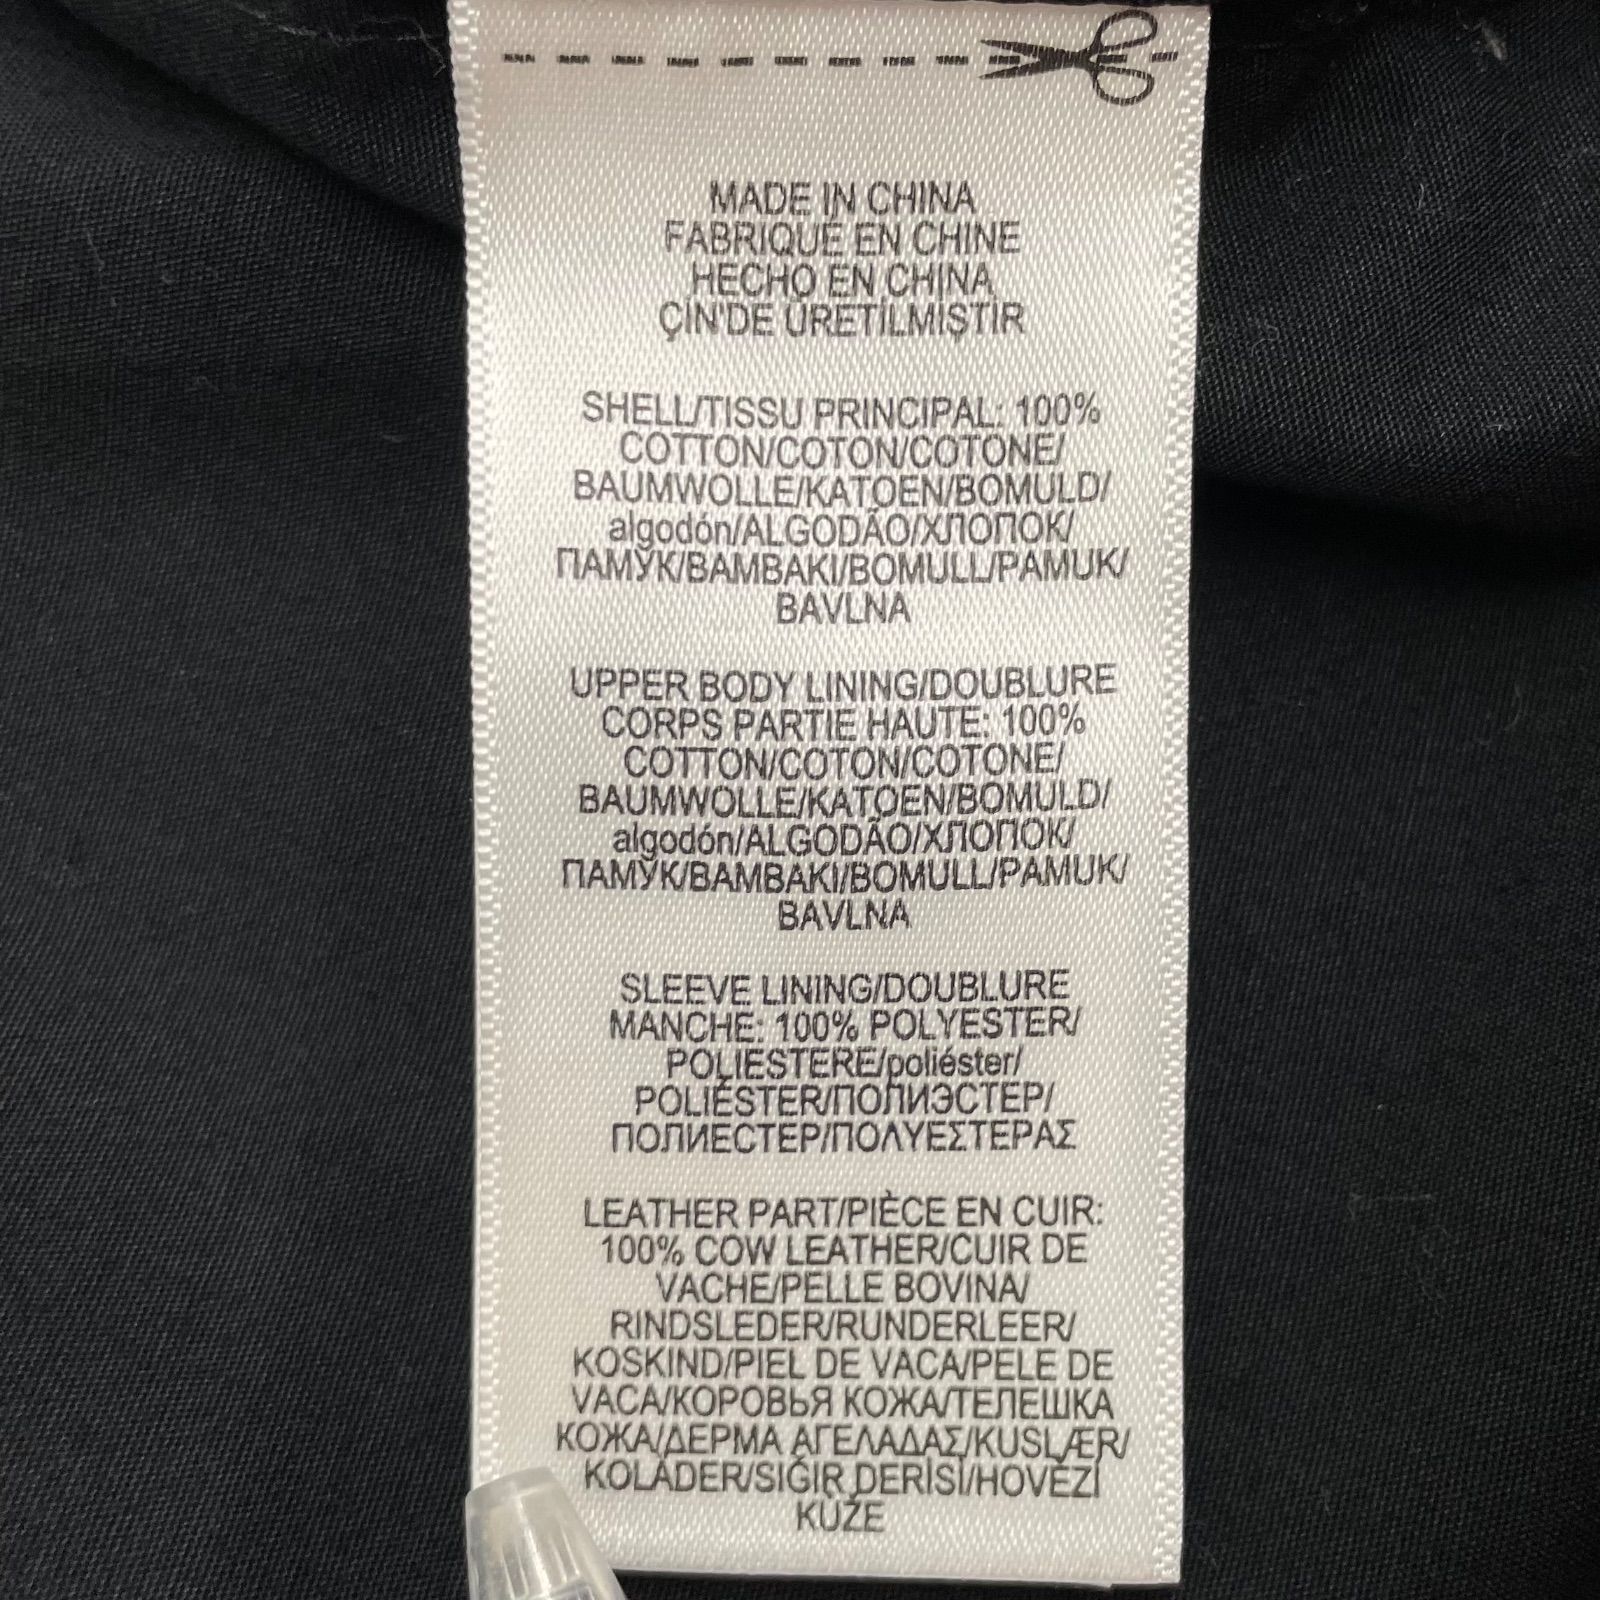 MADE IN CHINA
FABRIQUÉ EN CHINE
HECHO EN CHINA
ÇİN'DE ÜRETİLMİŞTİR
SHELL/TISSU PRINCIPAL: 100%
COTTON/COTON/COTONE/
BAUMWOLLE/KATOEN/BOMULD/
algodón/ALGODÃO/ХЛОПОК/
ПАМУК/ΒΑΜΒΑΚΙ/BOMULL/PAMUK/
BAVLNA
UPPER BODY LINING/DOUBLURE
CORPS PARTIE HAUTE: 100%
COTTON/COTON/COTONE/
BAUMWOLLE/KATOEN/BOMULD/
algodón/ALGODÃO/ХЛОПОК/
ПАМУК/ΒΑΜΒΑΚΙ/BOMULL/PAMUK/
BAVLNA
SLEEVE LINING/DOUBLURE
MANCHE: 100% POLYESTER/
POLIESTERE/poliéster/
POLIÉSTER/ПОЛИЭСТЕР/
ПОЛИЕСТЕР/ΠΟΛΥΕΣΤΕΡΑΣ
LEATHER PART/PIÈCE EN CUIR:
100% COW LEATHER/CUIR DE
VACHE/PELLE BOVINA/
RINDSLEDER/RUNDERLEER/
KOSKIND/PIEL DE VACA/PELE DE
VACA/КОРОВЬЯ КОЖА/ТЕЛЕШКА
КОЖА/ΔΕΡΜΑ ΑΓΕΛΑΔΑΣ/KUSLÆR/
KOLÄDER/SIĞIR DERİSİ/HOVĚZÍ
KŮŽE